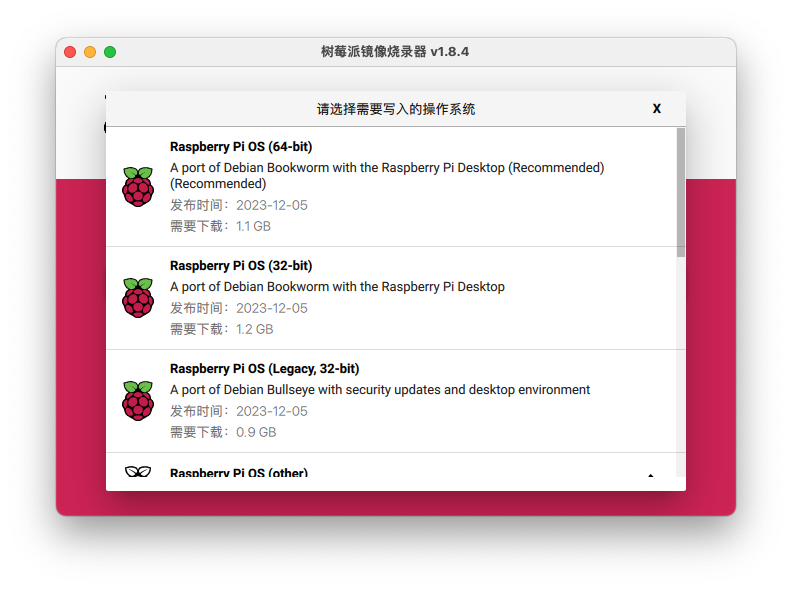 树莓派镜像烧录器 v1.8.4
请选择需要写入的操作系统
X
Raspberry Pi OS (64-bit)
A port of Debian Bookworm with the Raspberry Pi Desktop (Recommended)
(Recommended)
发布时间：2023-12-05
需要下载：1.1 GB
Raspberry Pi OS (32-bit)
A port of Debian Bookworm with the Raspberry Pi Desktop
发布时间：2023-12-05
需要下载：1.2 GB
Raspberry Pi OS (Legacy, 32-bit)
A port of Debian Bullseye with security updates and desktop environment
发布时间：2023-12-05
需要下载：0.9 GB
Raspberry Pi OS (other)